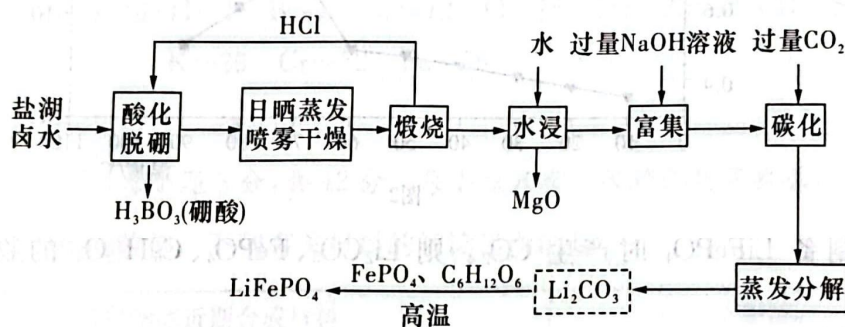 HCl
水 过量NaOH溶液 过量CO₂
盐湖
卤水
酸化
脱硼
日晒蒸发
喷雾干燥
煅烧
水浸
富集
碳化
H₃BO₃(硼酸)
MgO
蒸发分解
Li₂CO₃
FePO₄、C₆H₁₂O₆
高温
LiFePO₄